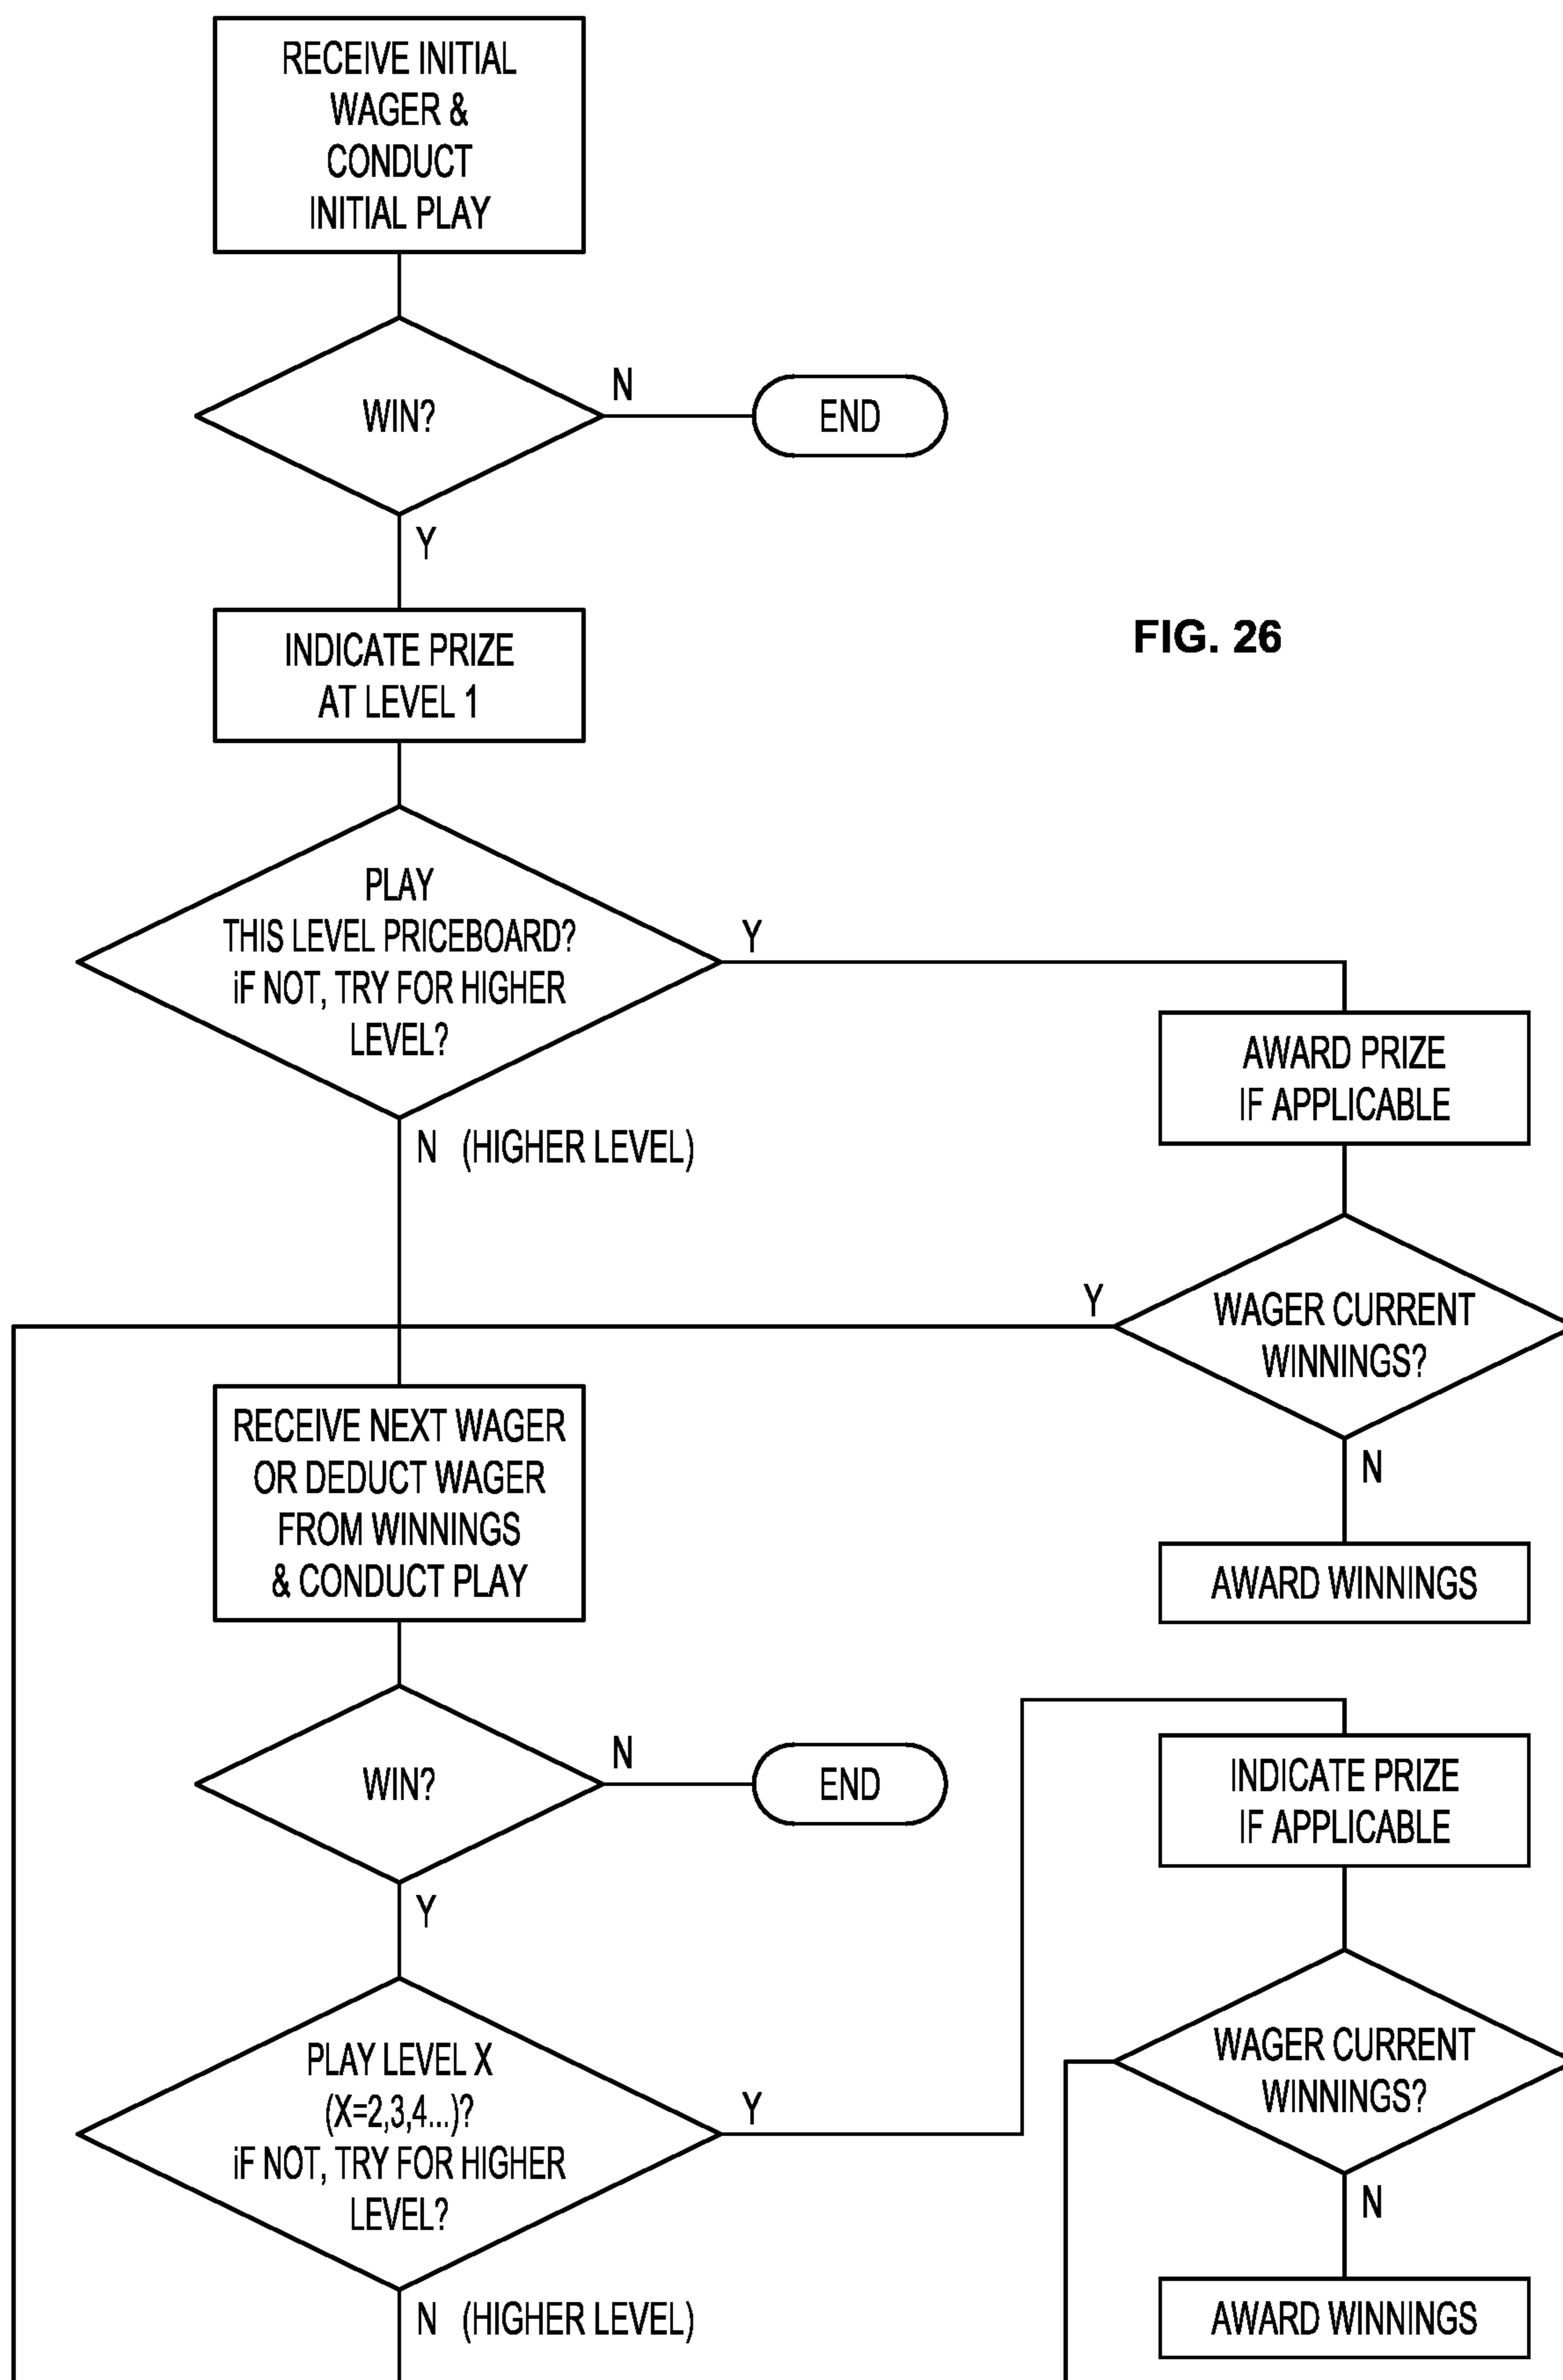 RECEIVE INITIAL
WAGER &
CONDUCT
INITIAL PLAY
WIN?
N
END
Y
INDICATE PRIZE
AT LEVEL 1
FIG. 26
PLAY
THIS LEVEL PRICEBOARD?
iF NOT, TRY FOR HIGHER
LEVEL?
Y
N (HIGHER LEVEL)
AWARD PRIZE
IF APPLICABLE
WAGER CURRENT
WINNINGS?
Y
N
AWARD WINNINGS
RECEIVE NEXT WAGER
OR DEDUCT WAGER
FROM WINNINGS
& CONDUCT PLAY
WIN?
N
END
Y
PLAY LEVEL X
(X=2,3,4...)?
iF NOT, TRY FOR HIGHER
LEVEL?
Y
N (HIGHER LEVEL)
INDICATE PRIZE
IF APPLICABLE
WAGER CURRENT
WINNINGS?
N
AWARD WINNINGS